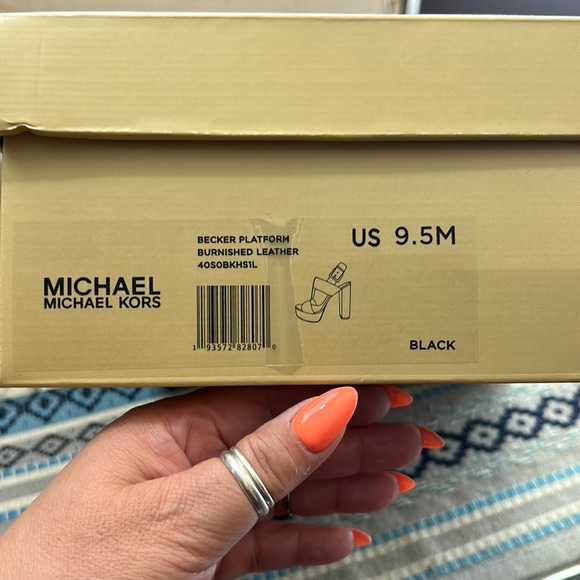 BECKER PLATFORM
BURNISHED LEATHER
40S0BKHS1L
US 9.5M
MICHAEL
MICHAEL KORS
1 93572 82807 0
BLACK